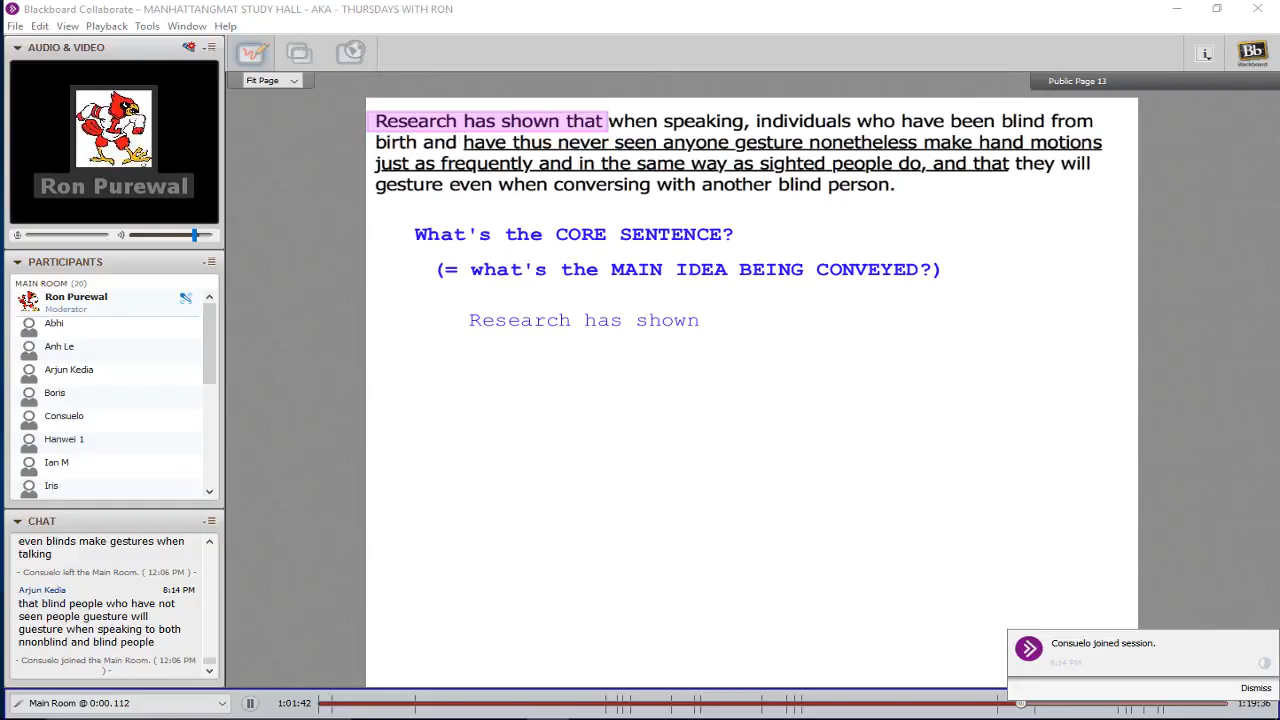 Blackboard Collaborate – MANHATTANGMAT STUDY HALL - AKA - THURSDAYS WITH RON
File Edit View Playback Tools Window Help
AUDIO & VIDEO
Ron Purewal
PARTICIPANTS
MAIN ROOM (20)
Ron Purewal
Moderator
Abhi
Anh Le
Arjun Kedia
Boris
Consuelo
Hanwei 1
Ian M
Iris
CHAT
even blinds make gestures when
talking
- Consuelo left the Main Room. ( 12:06 PM ) -
Arjun Kedia 8:14 PM
that blind people who have not
seen people guesture will
guesture when speaking to both
nnonblind and blind people
- Consuelo joined the Main Room. ( 12:06 PM
) -
Fit Page
Bb
Blackboard
Public Page 13
Research has shown that when speaking, individuals who have been blind from
birth and have thus never seen anyone gesture nonetheless make hand motions
just as frequently and in the same way as sighted people do, and that they will
gesture even when conversing with another blind person.
What's the CORE SENTENCE?
(= what's the MAIN IDEA BEING CONVEYED?)
Research has shown
Consuelo joined session.
8:14 PM
Dismiss
Main Room @ 0:00.112
1:01:42
1:19:36